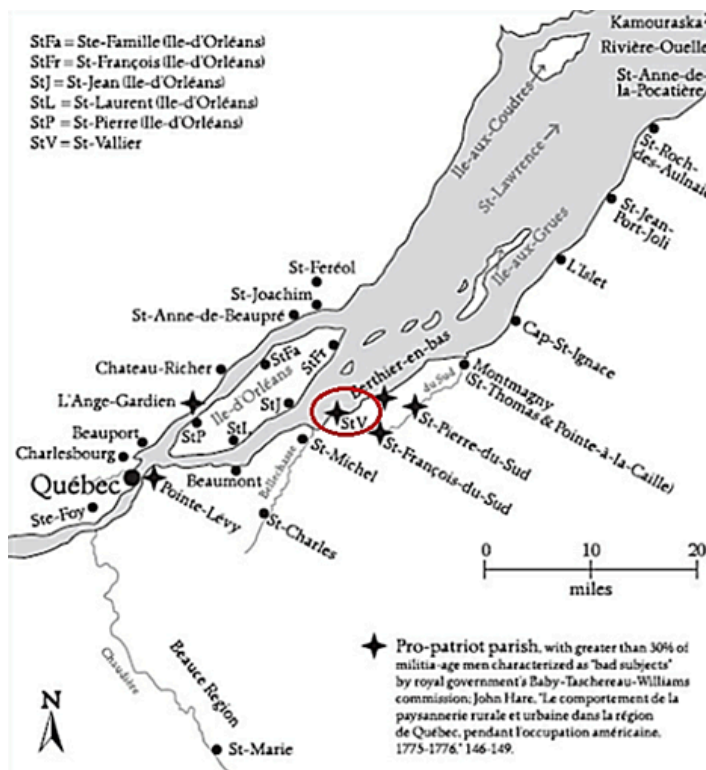 StFa = Ste-Famille (Ile-d'Orléans)
StFr = St-François (Ile-d'Orléans)
StJ = St-Jean (Ile-d'Orléans)
StL = St-Laurent (Ile-d'Orléans)
StP = St-Pierre (Ile-d'Orléans)
StV = St-Vallier
Kamouraska
Rivière-Ouelle
St-Anne-de-
la-Pocatière
Ile-aux-Coudres
St-Lawrence
St-Roch-
des-Aulnaie
St-Jean-
Port-Joli
Ile-aux-Grues
L'Islet
St-Feréol
St-Joachim
St-Anne-de-Beaupré
Cap-St-Ignace
Chateau-Richer
StFa
StFr
Berthier-en-bas
du Sud
Montmagny
(St-Thomas & Pointe-à-la-Caille)
L'Ange-Gardien
Ile-d'Orléans
StJ
StP
StL
StV
St-Pierre-du-Sud
St-François-du-Sud
Beauport
Charlesbourg
St-Michel
Québec
Beaumont
Bellechasse
Pointe-Lévy
Ste-Foy
St-Charles
0 10 20
miles
Chaudière
Beauce Region
St-Marie
N
Pro-patriot parish, with greater than 30% of
militia-age men characterized as "bad subjects"
by royal government's Baby-Taschereau-Williams
commission; John Hare, "Le comportement de la
paysannerie rurale et urbaine dans la région
de Québec, pendant l'occupation américaine,
1775-1776," 146-149.